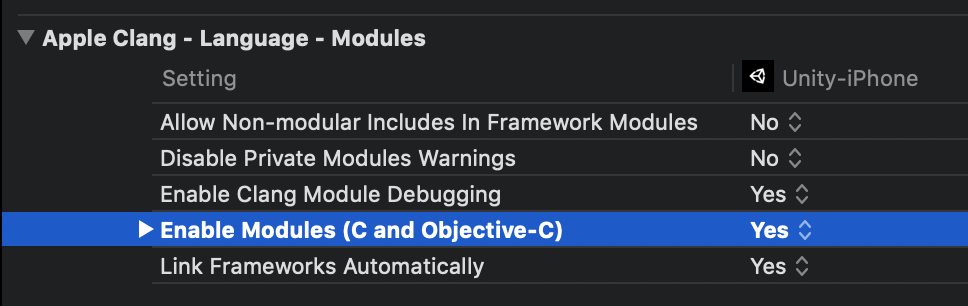 Apple Clang - Language - Modules
Setting Unity-iPhone
Allow Non-modular Includes In Framework Modules No
Disable Private Modules Warnings No
Enable Clang Module Debugging Yes
Enable Modules (C and Objective-C) Yes
Link Frameworks Automatically Yes